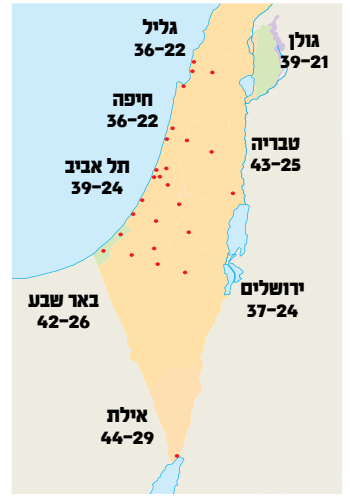 גליל
36-22
גולן
39-21
חיפה
36-22
טבריה
43-25
תל אביב
39-24
ירושלים
37-24
באר שבע
42-26
אילת
44-29